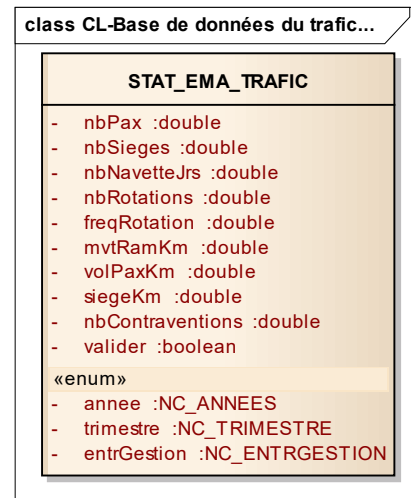 class CL-Base de données du trafic...
STAT_EMA_TRAFIC
- nbPax :double
- nbSieges :double
- nbNavetteJrs :double
- nbRotations :double
- freqRotation :double
- mvtRamKm :double
- volPaxKm :double
- siegeKm :double
- nbContraventions :double
- valider :boolean
«enum»
- annee :NC_ANNEES
- trimestre :NC_TRIMESTRE
- entrGestion :NC_ENTRGESTION